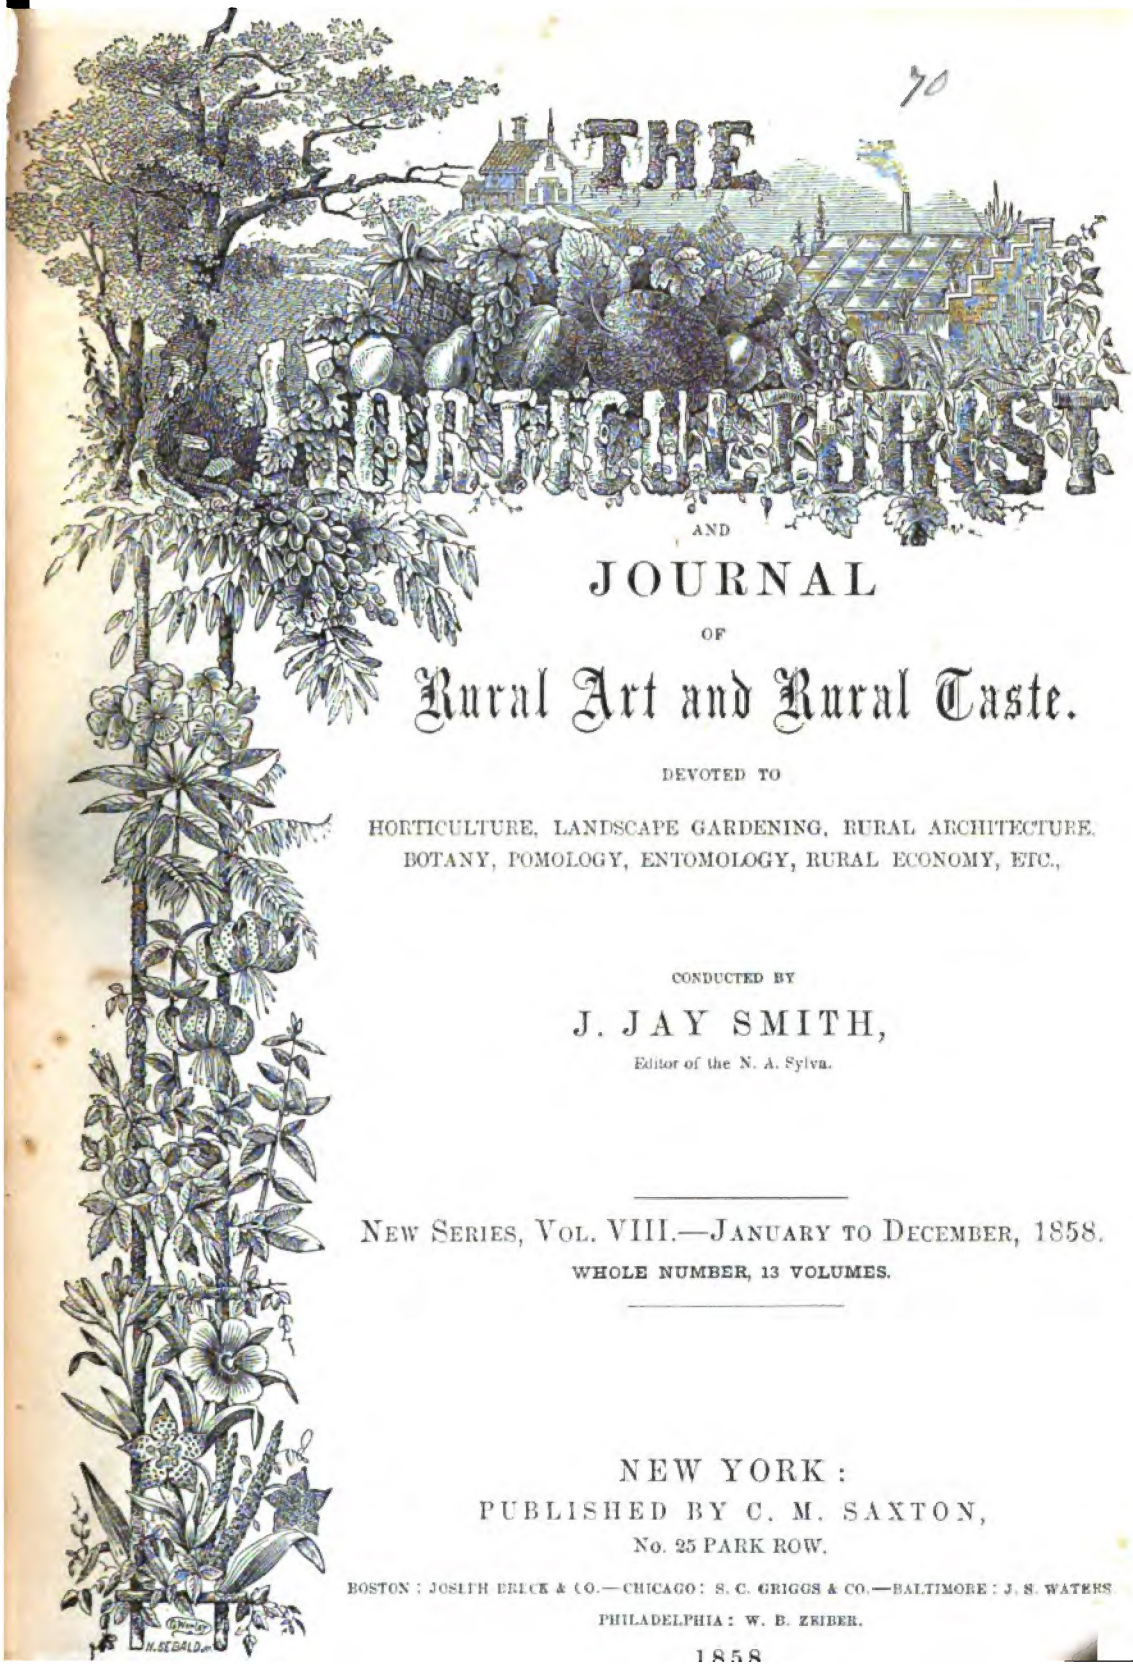 70
THE
HORTICULTURIST
AND
JOURNAL
OF
Rural Art and Rural Taste.
DEVOTED TO
HORTICULTURE, LANDSCAPE GARDENING, RURAL ARCHITECTURE,
BOTANY, POMOLOGY, ENTOMOLOGY, RURAL ECONOMY, ETC.,
CONDUCTED BY
J. JAY SMITH,
Editor of the N. A. Sylva.
NEW SERIES, VOL. VIII.—JANUARY TO DECEMBER, 1858.
WHOLE NUMBER, 13 VOLUMES.
NEW YORK:
PUBLISHED BY C. M. SAXTON,
No. 25 PARK ROW.
BOSTON: JOSEPH BRECK & CO.—CHICAGO: S. C. GRIGGS & CO.—BALTIMORE: J. S. WATERS
PHILADELPHIA: W. B. ZEIBER.
1858
H. SEBALD